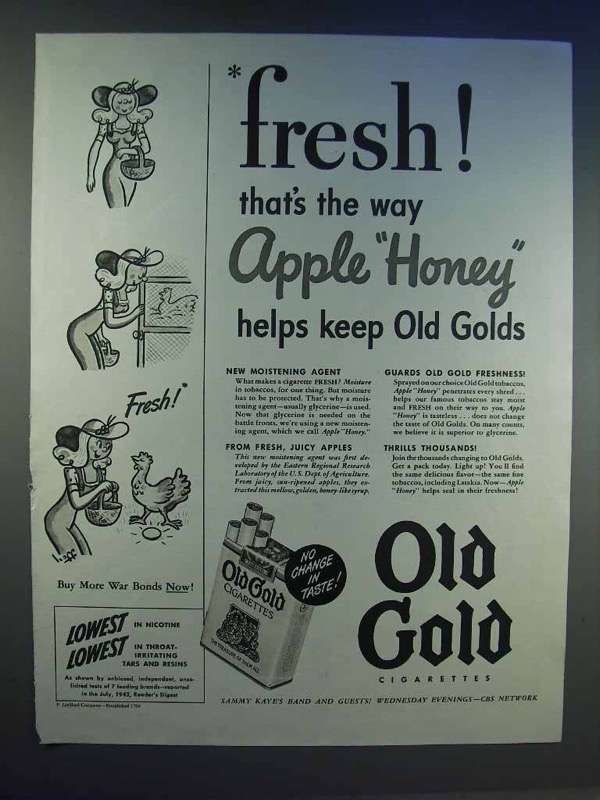 *fresh!
that's the way
Apple "Honey"
helps keep Old Golds
NEW MOISTENING AGENT
What makes a cigarette FRESH? Moisture
in tobaccos, for one thing. But moisture
has to be protected. That's why a mois-
tening agent—usually glycerine—is used.
Now that glycerine is needed on the
battle fronts, we're using a new moisten-
ing agent, which we call Apple "Honey."
FROM FRESH, JUICY APPLES
This new moistening agent was first de-
veloped by the Eastern Regional Research
Laboratory of the U.S. Dept. of Agriculture.
From juicy, sun-ripened apples, they ex-
tracted this mellow, golden, honey-like syrup.
GUARDS OLD GOLD FRESHNESS!
Sprayed on our choice Old Gold tobaccos,
Apple "Honey" penetrates every shred...
helps our famous tobaccos stay moist
and FRESH on their way to you. Apple
"Honey" is tasteless... does not change
the taste of Old Golds. On many counts,
we believe it is superior to glycerine.
THRILLS THOUSANDS!
Join the thousands changing to Old Golds.
Get a pack today. Light up! You'll find
the same delicious flavor—the same fine
tobaccos, including Latakia. Now—Apple
"Honey" helps seal in their freshness!
Fresh!*
Buy More War Bonds Now!
LOWEST IN NICOTINE
LOWEST IN THROAT-
IRRITATING
TARS AND RESINS
As shown by unbiased, independent, unso-
licited tests of 7 leading brands—reported
in the July, 1942, Reader's Digest
P. Lorillard Company—Established 1760
Old Gold
CIGARETTES
THE TREASURE OF THEM ALL
NO
CHANGE
IN
TASTE!
Old
Gold
CIGARETTES
SAMMY KAYE'S BAND AND GUESTS! WEDNESDAY EVENINGS—CBS NETWORK